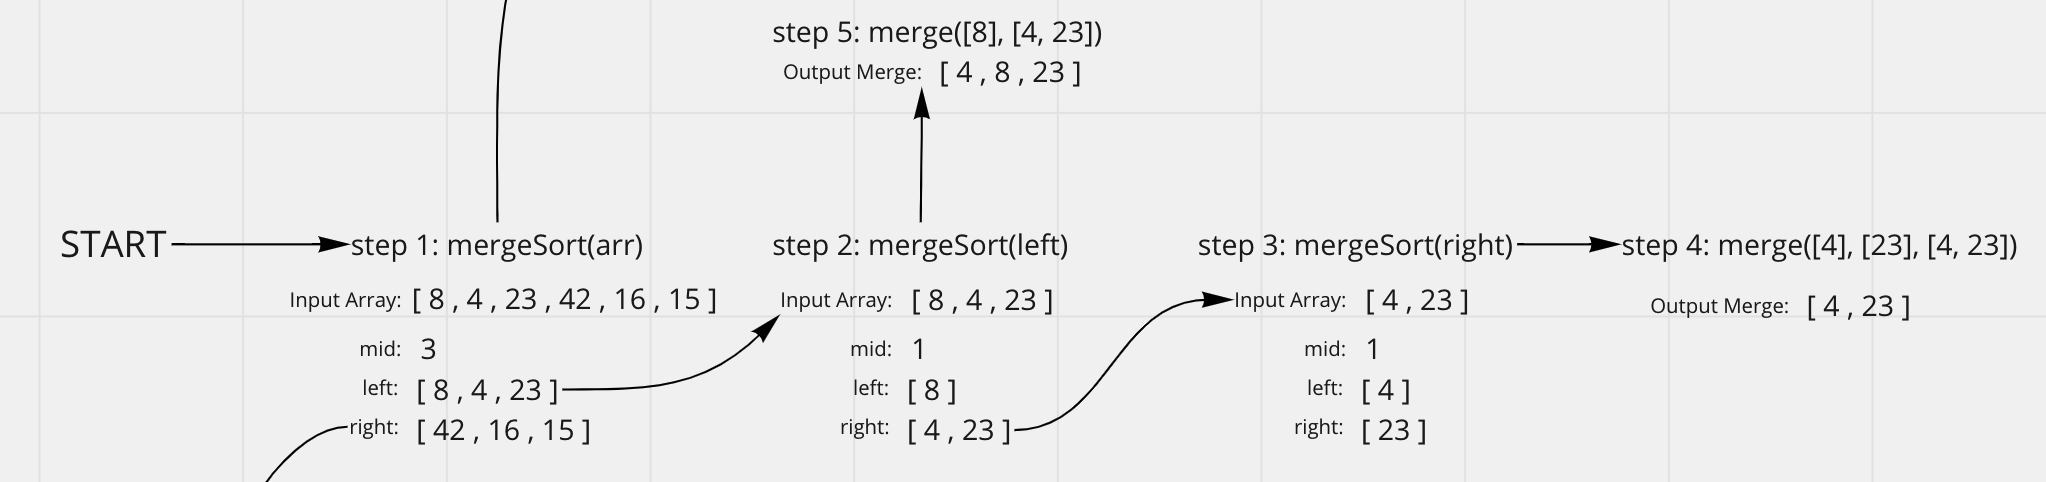 step 5: merge([8], [4, 23])
Output Merge: [ 4 , 8 , 23 ]
START
step 1: mergeSort(arr)
Input Array: [ 8 , 4 , 23 , 42 , 16 , 15 ]
mid: 3
left: [ 8 , 4 , 23 ]
right: [ 42 , 16 , 15 ]
step 2: mergeSort(left)
Input Array: [ 8 , 4 , 23 ]
mid: 1
left: [ 8 ]
right: [ 4 , 23 ]
step 3: mergeSort(right)
Input Array: [ 4 , 23 ]
mid: 1
left: [ 4 ]
right: [ 23 ]
step 4: merge([4], [23], [4, 23])
Output Merge: [ 4 , 23 ]